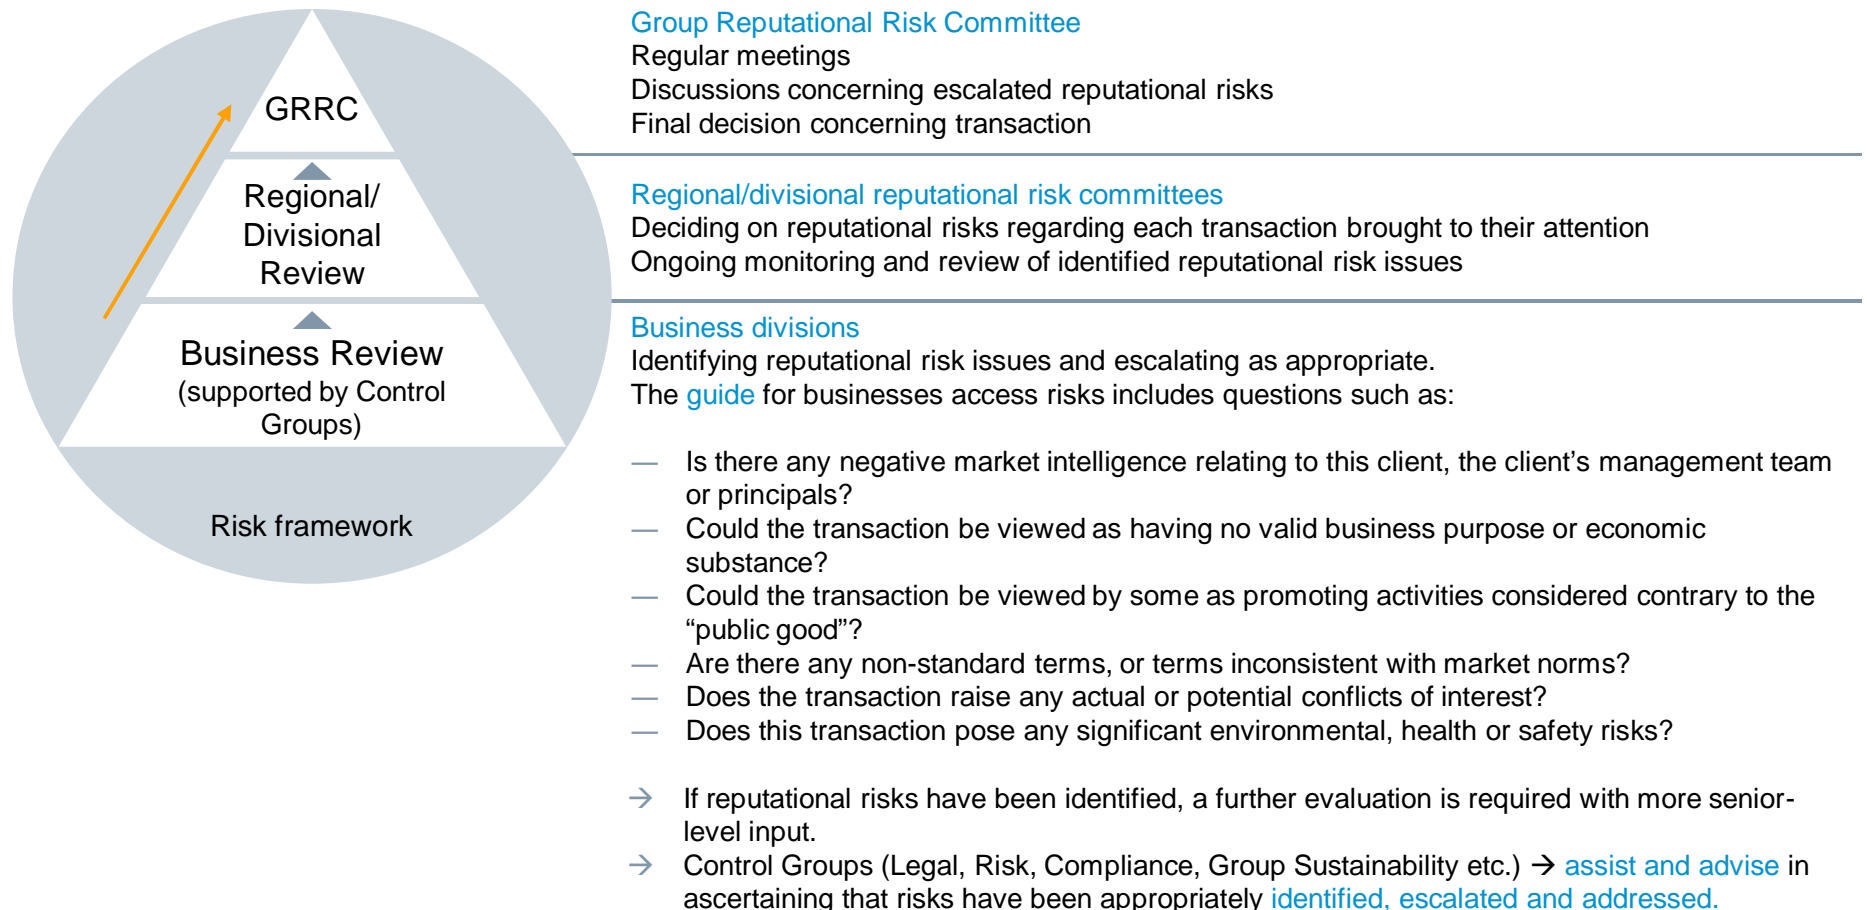 GRRC
Regional/
Divisional
Review
Business Review
(supported by Control
Groups)
Risk framework
Group Reputational Risk Committee
Regular meetings
Discussions concerning escalated reputational risks
Final decision concerning transaction
Regional/divisional reputational risk committees
Deciding on reputational risks regarding each transaction brought to their attention
Ongoing monitoring and review of identified reputational risk issues
Business divisions
Identifying reputational risk issues and escalating as appropriate.
The guide for businesses access risks includes questions such as:
— Is there any negative market intelligence relating to this client, the client’s management team
or principals?
— Could the transaction be viewed as having no valid business purpose or economic
substance?
— Could the transaction be viewed by some as promoting activities considered contrary to the
“public good”?
— Are there any non-standard terms, or terms inconsistent with market norms?
— Does the transaction raise any actual or potential conflicts of interest?
— Does this transaction pose any significant environmental, health or safety risks?
→ If reputational risks have been identified, a further evaluation is required with more senior-
level input.
→ Control Groups (Legal, Risk, Compliance, Group Sustainability etc.) → assist and advise in
ascertaining that risks have been appropriately identified, escalated and addressed.